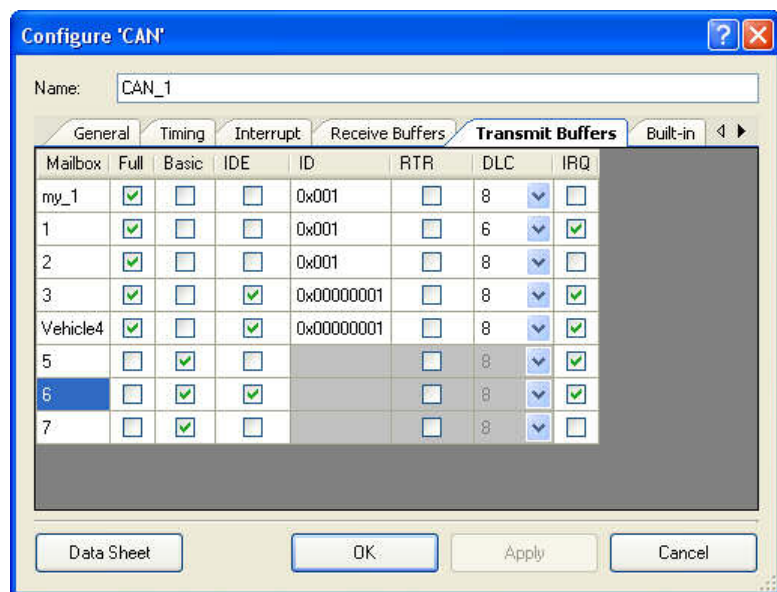 Configure 'CAN'
Name: CAN_1
General Timing Interrupt Receive Buffers Transmit Buffers Built-in
Mailbox Full Basic IDE ID RTR DLC IRQ
my_1 0x001 8
1 0x001 6
2 0x001 8
3 0x00000001 8
Vehicle4 0x00000001 8
5 8
6 8
7 8
Data Sheet OK Apply Cancel